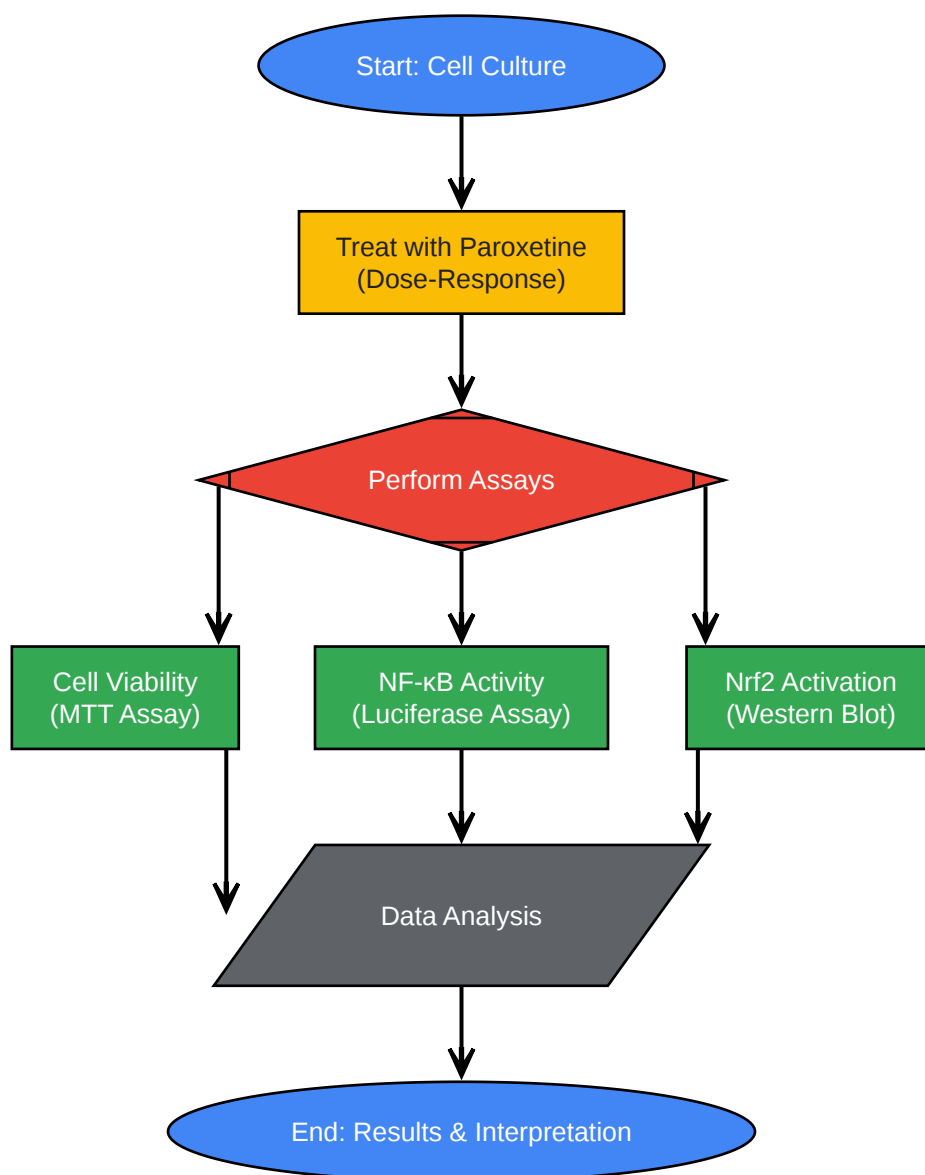 Start: Cell Culture
Treat with Paroxetine
(Dose-Response)
Perform Assays
Cell Viability
(MTT Assay)
NF-κB Activity
(Luciferase Assay)
Nrf2 Activation
(Western Blot)
Data Analysis
End: Results & Interpretation